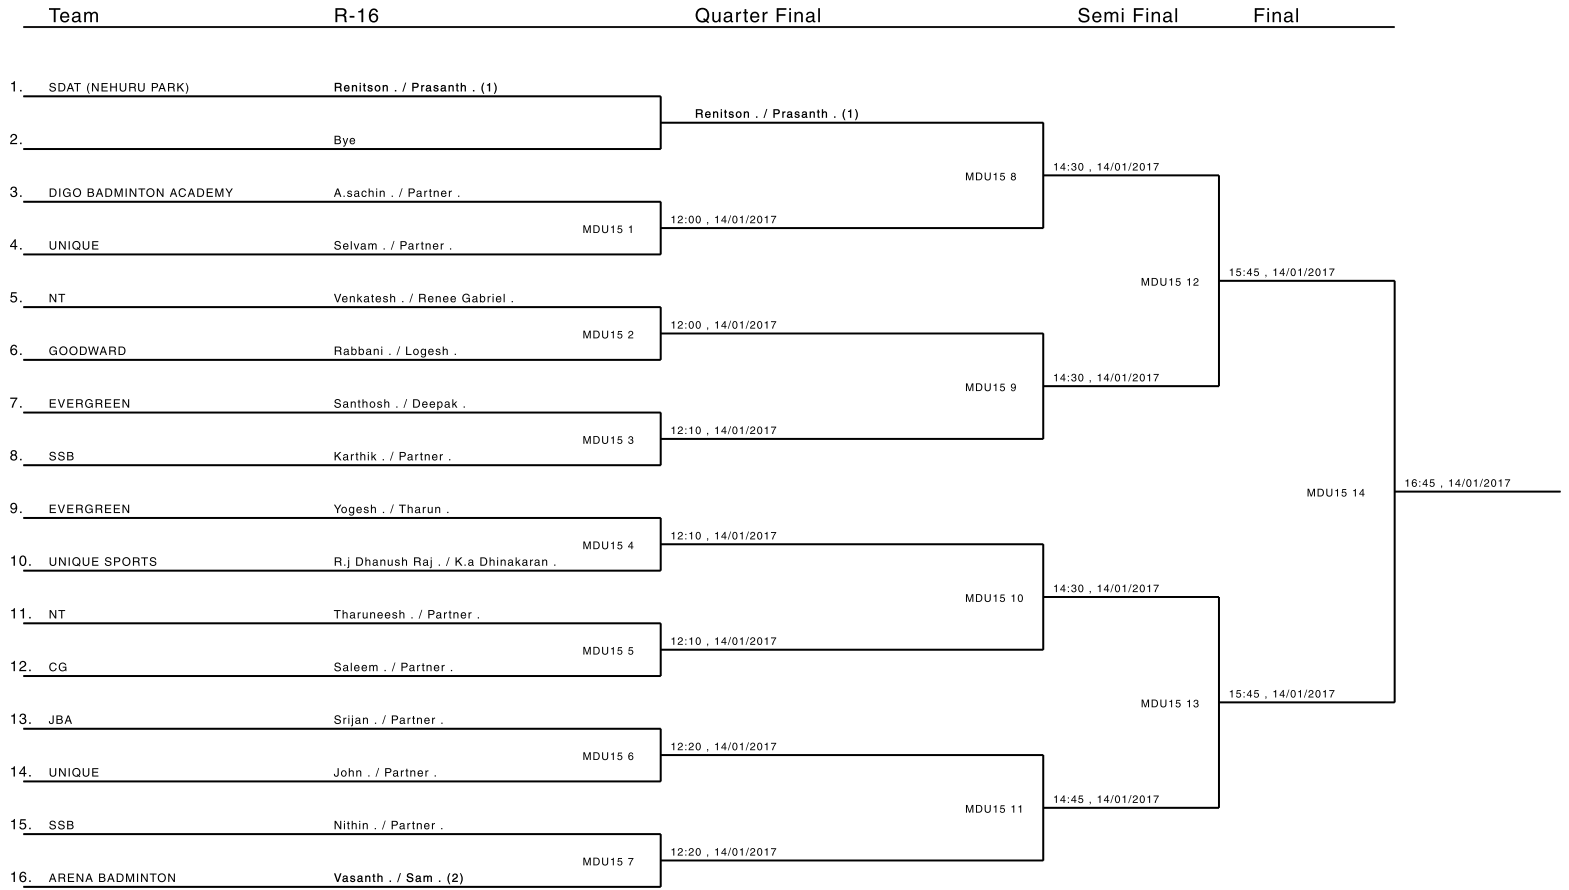 Team R-16 Quarter Final Semi Final Final
1. SDAT (NEHURU PARK) Renitson . / Prasanth . (1)
Renitson . / Prasanth . (1)
2. Bye
14:30 , 14/01/2017
MDU15 8
3. DIGO BADMINTON ACADEMY A.sachin . / Partner .
12:00 , 14/01/2017
MDU15 1
4. UNIQUE Selvam . / Partner .
15:45 , 14/01/2017
MDU15 12
5. NT Venkatesh . / Renee Gabriel .
12:00 , 14/01/2017
MDU15 2
6. GOODWARD Rabbani . / Logesh .
14:30 , 14/01/2017
MDU15 9
7. EVERGREEN Santhosh . / Deepak .
12:10 , 14/01/2017
MDU15 3
8. SSB Karthik . / Partner .
16:45 , 14/01/2017
MDU15 14
9. EVERGREEN Yogesh . / Tharun .
12:10 , 14/01/2017
MDU15 4
10. UNIQUE SPORTS R.j Dhanush Raj . / K.a Dhinakaran .
14:30 , 14/01/2017
MDU15 10
11. NT Tharuneesh . / Partner .
12:10 , 14/01/2017
MDU15 5
12. CG Saleem . / Partner .
15:45 , 14/01/2017
MDU15 13
13. JBA Srijan . / Partner .
12:20 , 14/01/2017
MDU15 6
14. UNIQUE John . / Partner .
14:45 , 14/01/2017
MDU15 11
15. SSB Nithin . / Partner .
12:20 , 14/01/2017
MDU15 7
16. ARENA BADMINTON Vasanth . / Sam . (2)